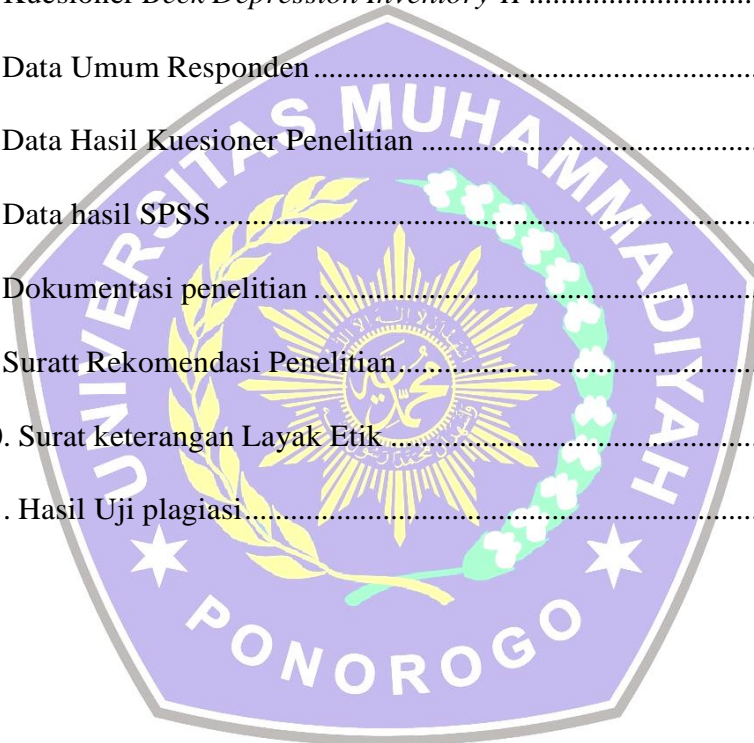 Kuesioner Beck Depression Inventory-II ........................
Data Umum Responden ........................
Data Hasil Kuesioner Penelitian ........................
Data hasil SPSS ........................
Dokumentasi penelitian ........................
Suratt Rekomendasi Penelitian ........................
. Surat keterangan Layak Etik ........................
. Hasil Uji plagiasi ........................
UNIVERSITAS MUHAMMADIYAH
PONOROGO
محمد